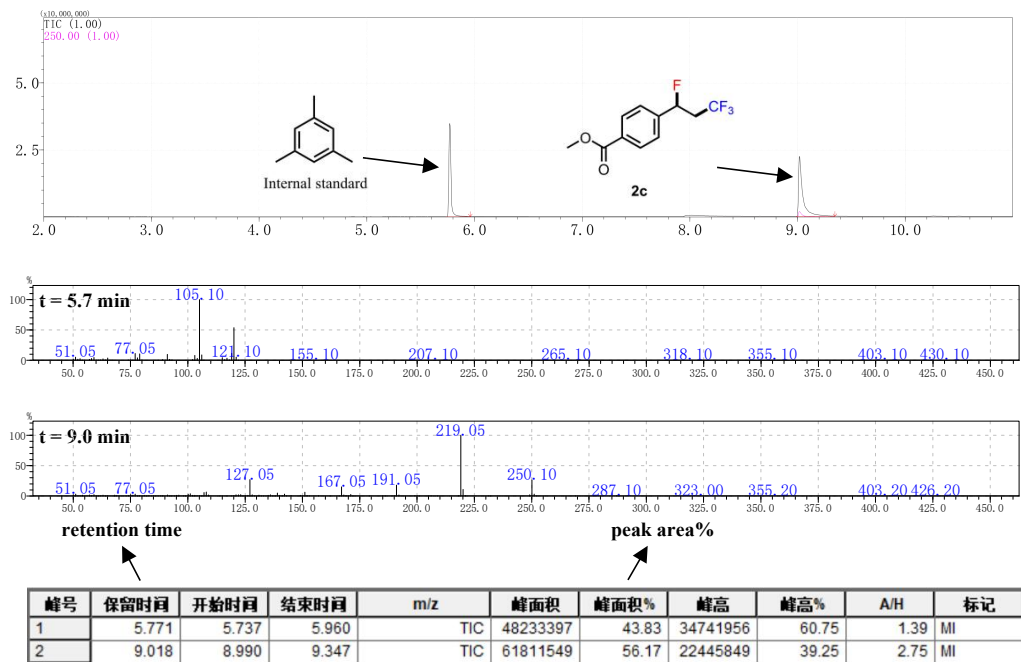 (x10,000,000)
TIC (1.00)
250.00 (1.00)
5.0
2.5
2.0 3.0 4.0 5.0 6.0 7.0 8.0 9.0 10.0
Internal standard
F
CF3
O
O
2c
%
t = 5.7 min
100
50
0
105.10
51.05 77.05 121.10 155.10 207.10 265.10 318.10 355.10 403.10 430.10
50.0 75.0 100.0 125.0 150.0 175.0 200.0 225.0 250.0 275.0 300.0 325.0 350.0 375.0 400.0 425.0 450.0
%
t = 9.0 min
100
50
0
219.05
51.05 77.05 127.05 167.05 191.05 250.10 287.10 323.00 355.20 403.20 426.20
50.0 75.0 100.0 125.0 150.0 175.0 200.0 225.0 250.0 275.0 300.0 325.0 350.0 375.0 400.0 425.0 450.0
retention time peak area%
峰号 保留时间 开始时间 结束时间 m/z 峰面积 峰面积% 峰高 峰高% A/H 标记
1 5.771 5.737 5.960 TIC 48233397 43.83 34741956 60.75 1.39 MI
2 9.018 8.990 9.347 TIC 61811549 56.17 22445849 39.25 2.75 MI